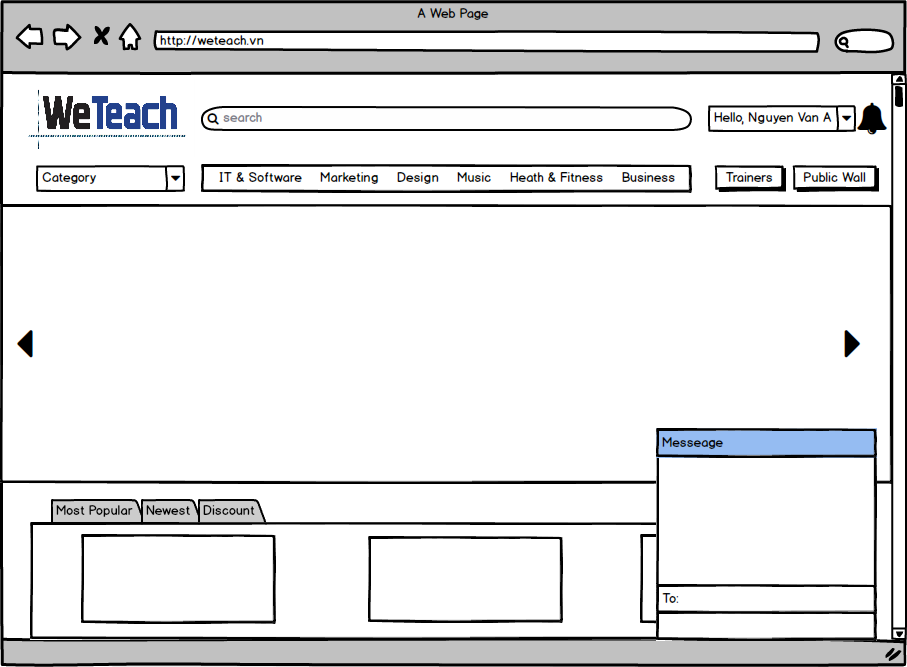 A Web Page
http://weteach.vn
WeTeach
search
Hello, Nguyen Van A
Category
IT & Software Marketing Design Music Heath & Fitness Business
Trainers
Public Wall
Messeage
Most Popular Newest Discount
To: